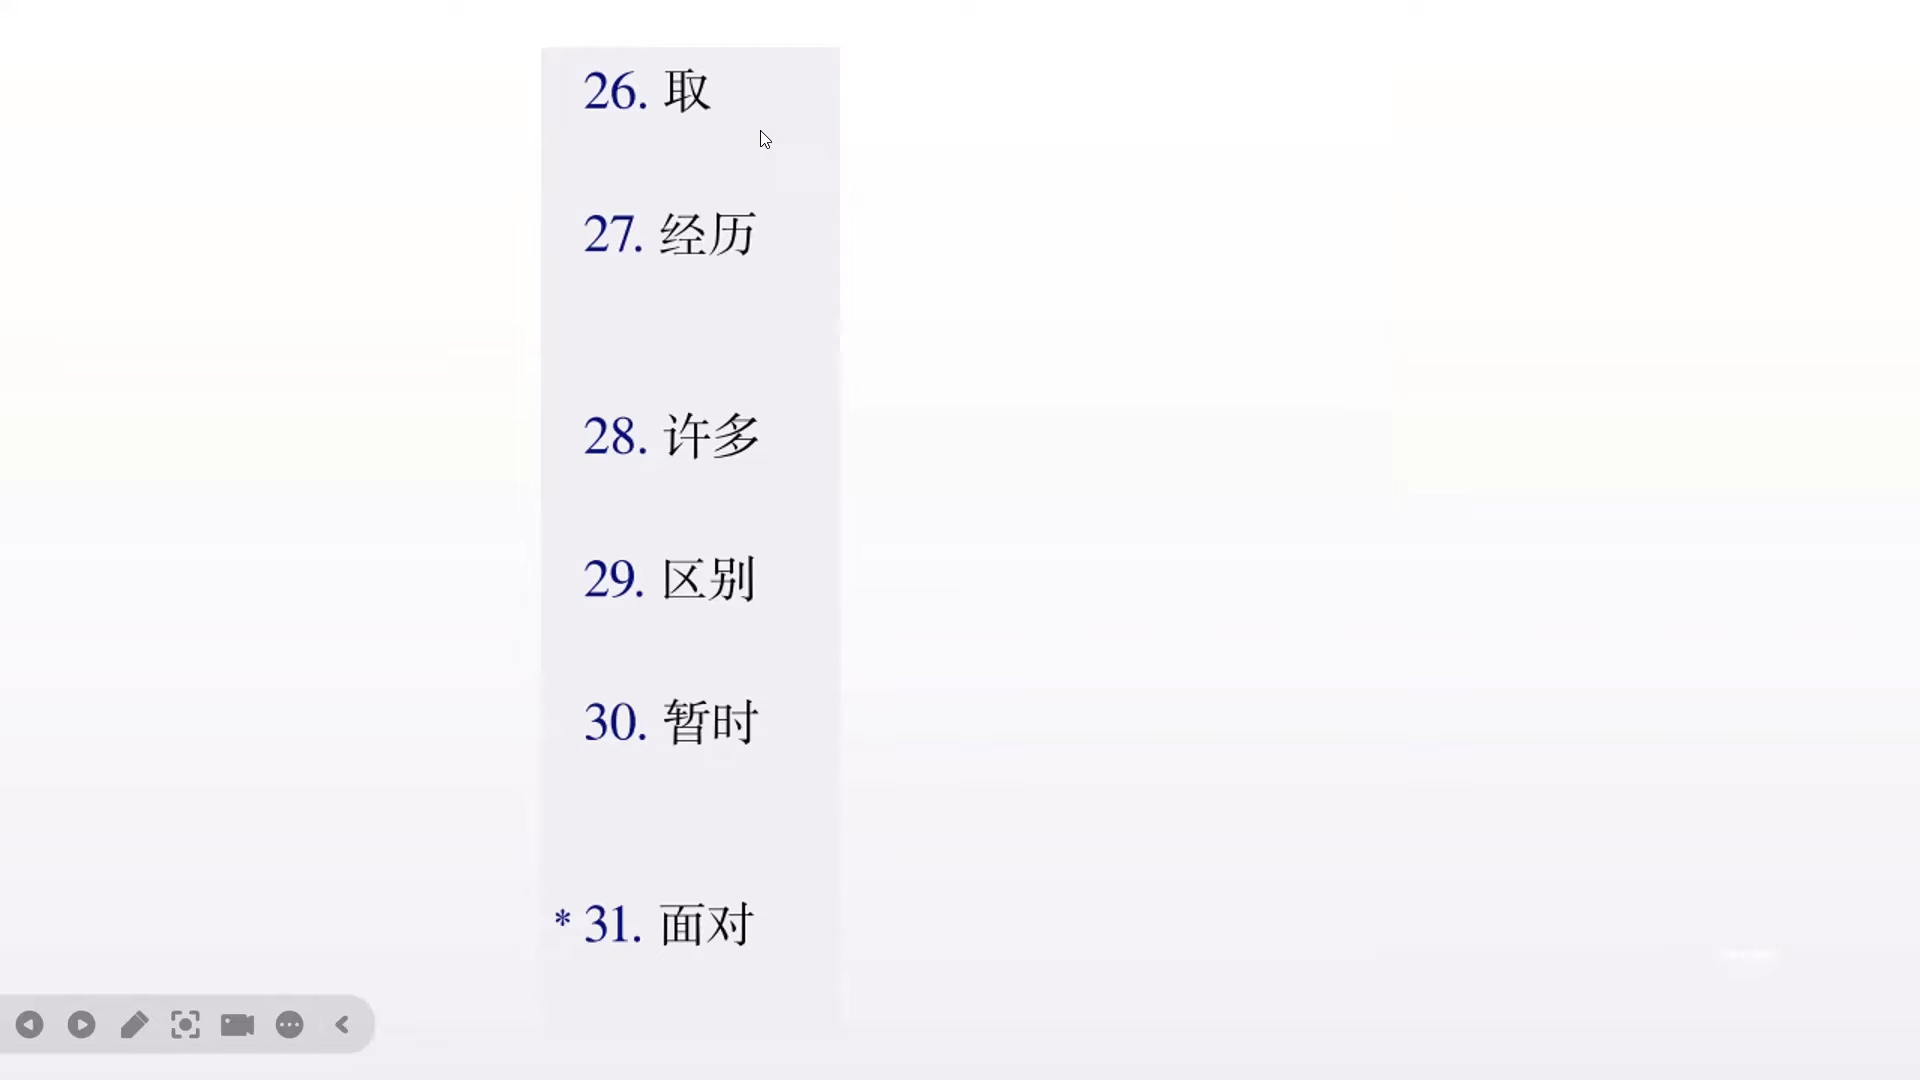 26. 取
27. 经历
28. 许多
29. 区别
30. 暂时
* 31. 面对